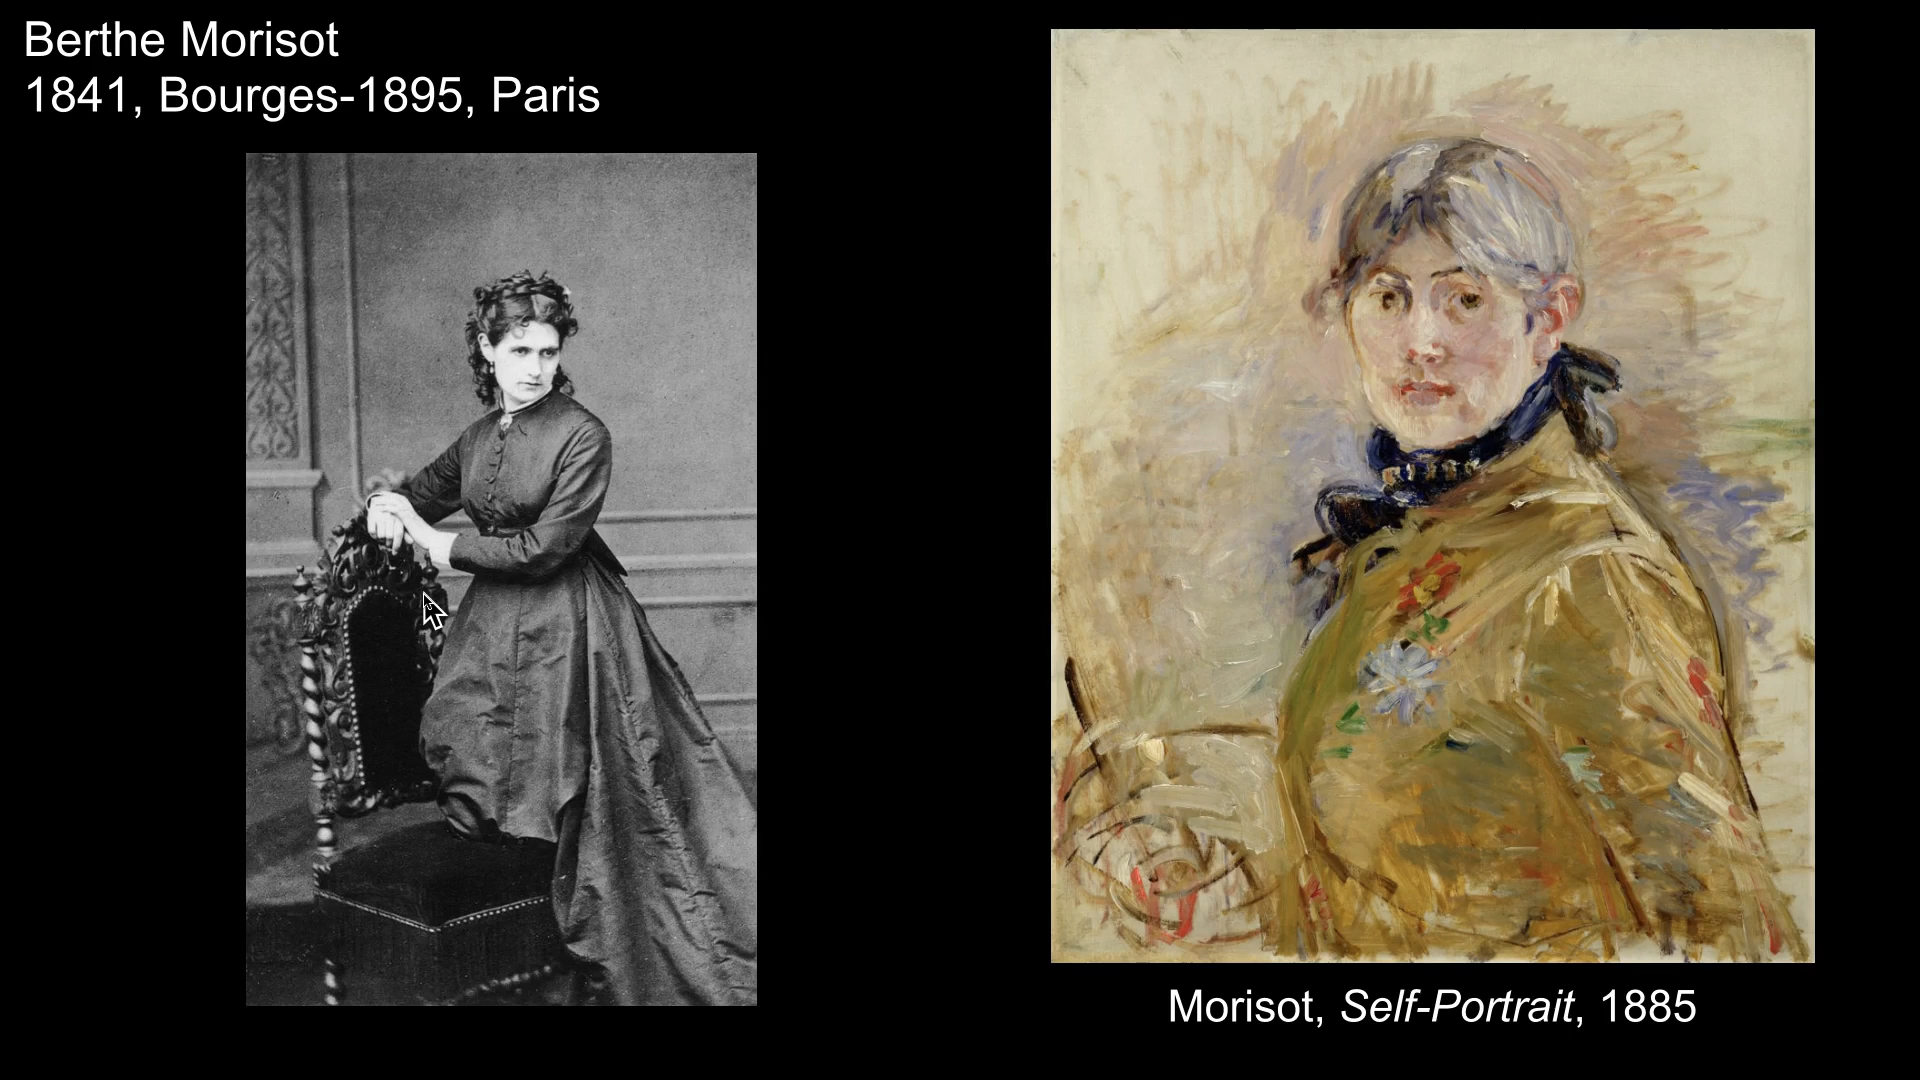 Berthe Morisot
1841, Bourges-1895, Paris
Morisot, Self-Portrait, 1885